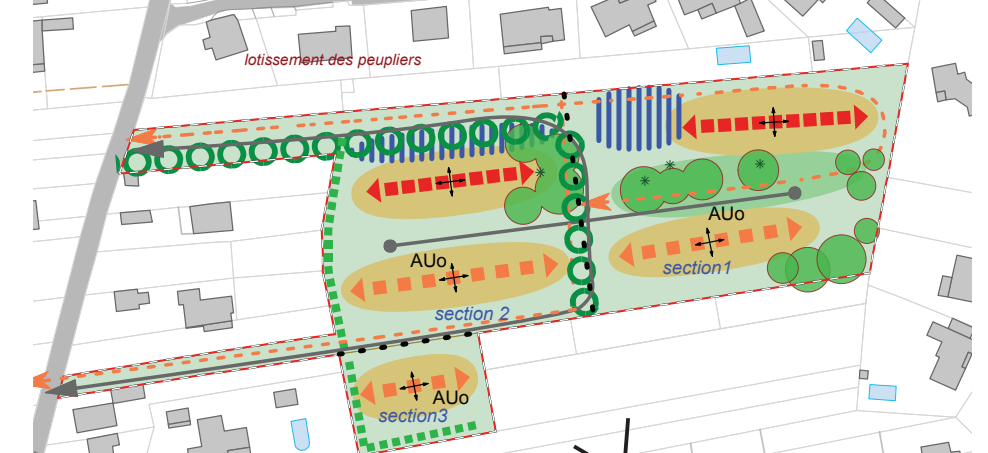 lotissement des peupliers
AUo
section1
AUo
section 2
AUo
section3